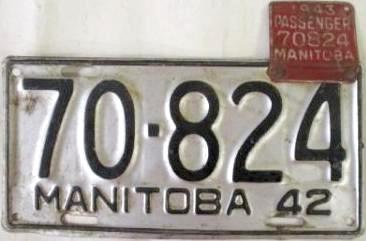 1943
PASSENGER
70824
MANITOBA
70-824
MANITOBA 42